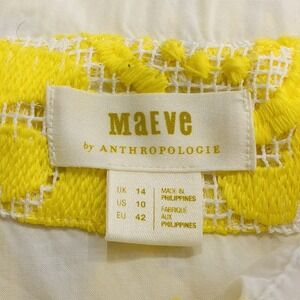 MAEVE
by ANTHROPOLOGIE
UK 14
US 10
EU 42
MADE IN
PHILIPPINES
FABRIQUÉ
AUX
PHILIPPINES